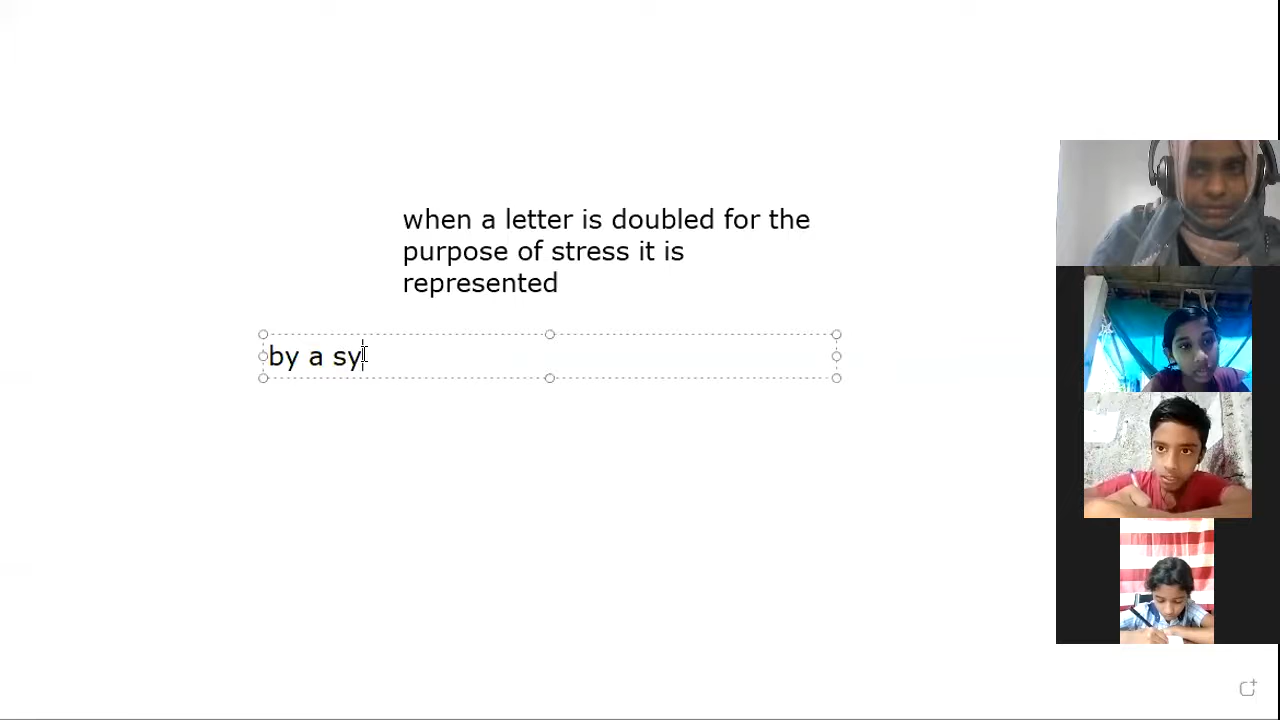 when a letter is doubled for the
purpose of stress it is
represented
by a sy